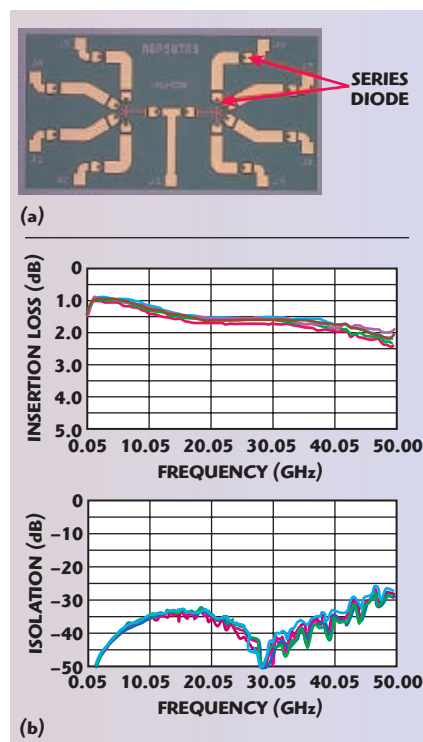 SERIES
DIODE
(a)
INSERTION LOSS (dB)
0
1.0
2.0
3.0
4.0
5.0
0.05 10.05 20.05 30.05 40.05 50.00
FREQUENCY (GHz)
ISOLATION (dB)
0
−10
−20
−30
−40
−50
0.05 10.05 20.05 30.05 40.05 50.00
FREQUENCY (GHz)
(b)